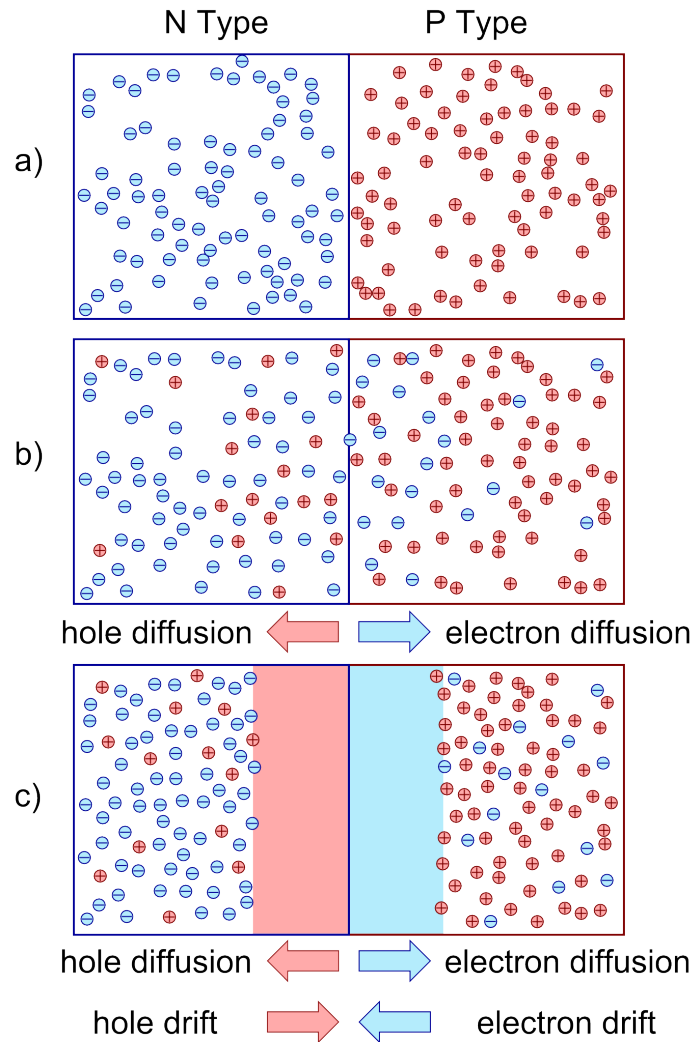 N Type P Type
a)
b)
hole diffusion electron diffusion
c)
hole diffusion electron diffusion
hole drift electron drift